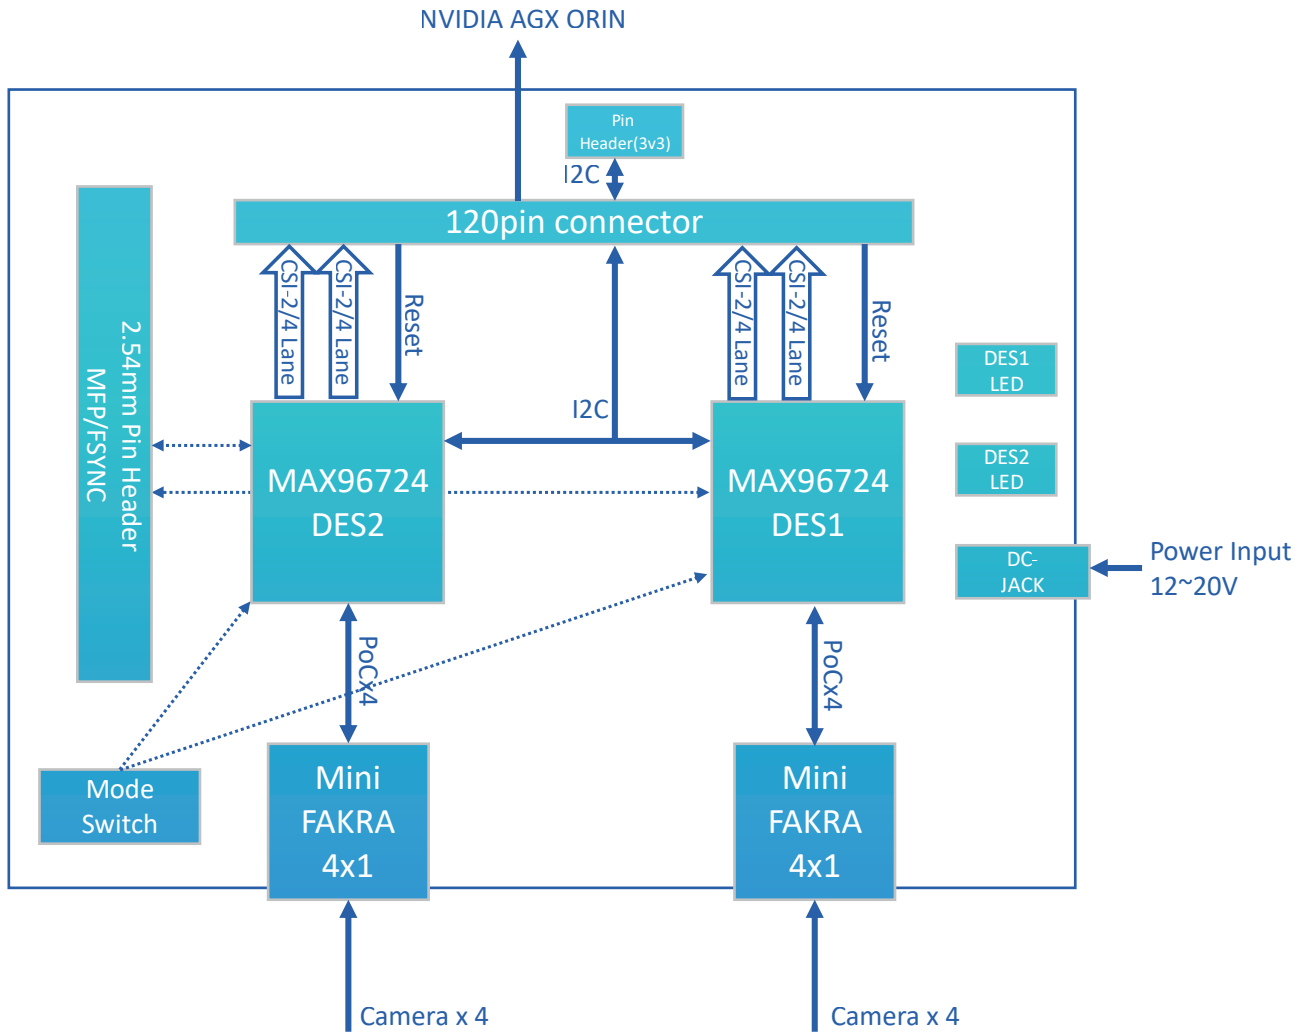 NVIDIA AGX ORIN
Pin
Header(3v3)
I2C
120pin connector
CSI-2/4 Lane
CSI-2/4 Lane
Reset
CSI-2/4 Lane
CSI-2/4 Lane
Reset
2.54mm Pin Header
MFP/FSYNC
I2C
DES1
LED
DES2
LED
MAX96724
DES2
MAX96724
DES1
DC-
JACK
Power Input
12~20V
PoCx4
PoCx4
Mode
Switch
Mini
FAKRA
4x1
Mini
FAKRA
4x1
Camera x 4
Camera x 4